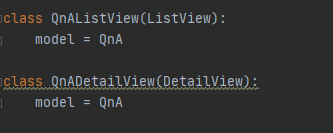 class QnAListView(ListView):
    model = QnA
class QnADetailView(DetailView):
    model = QnA